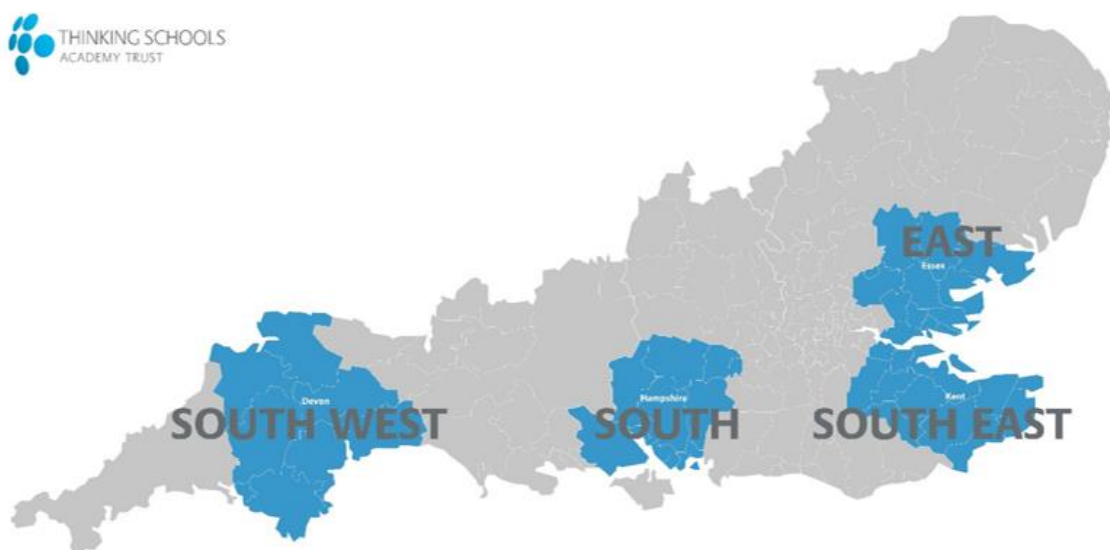 THINKING SCHOOLS
ACADEMY TRUST
EAST
Essex
Devon
SOUTH WEST
Hampshire
SOUTH
Kent
SOUTH EAST